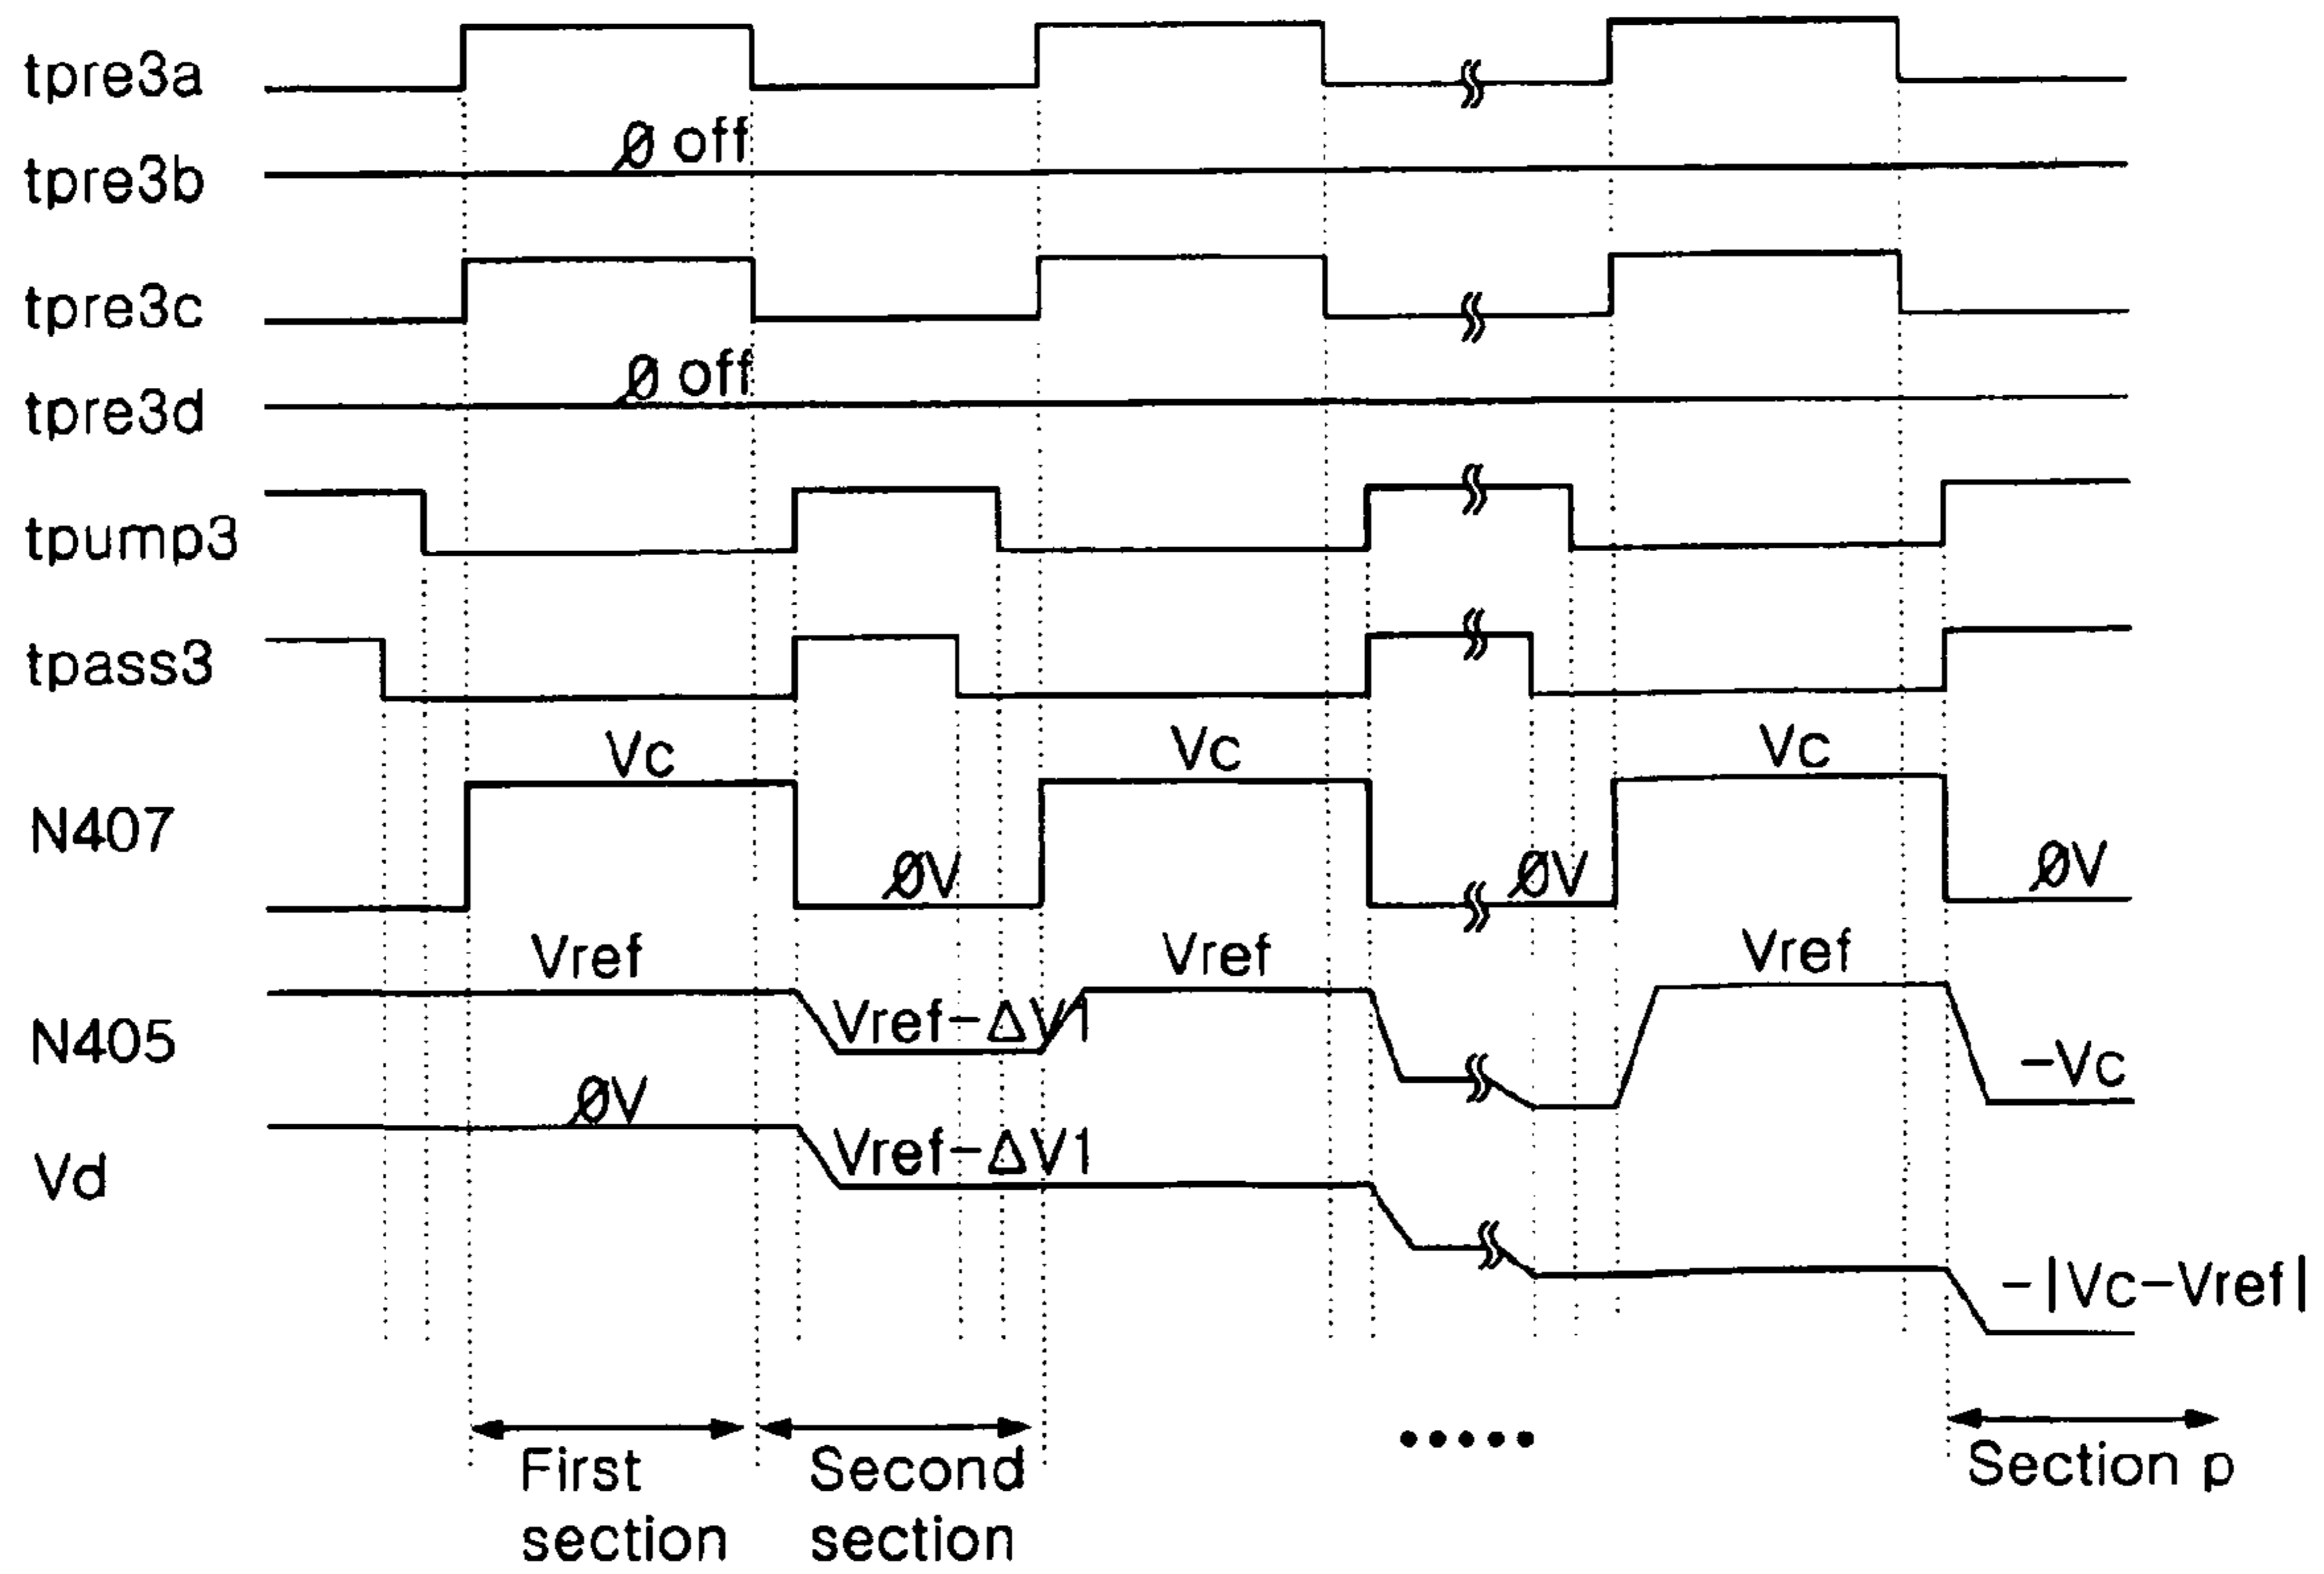 tpre3a
Ø off
tpre3b
tpre3c
Ø off
tpre3d
tpump3
tpass3
Vc Vc Vc
N407
ØV ØV ØV
Vref Vref Vref
N405
Vref-ΔV1
-Vc
ØV
Vd
Vref-ΔV1
-|Vc-Vref|
First section
Second section
Section p